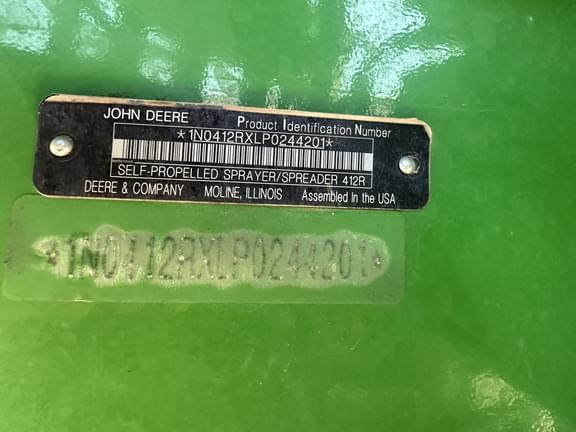 JOHN DEERE Product Identification Number
*1N0412RXLP0244201*
SELF-PROPELLED SPRAYER/SPREADER 412R
DEERE & COMPANY MOLINE, ILLINOIS Assembled in the USA
*1N0412RXLP0244201*